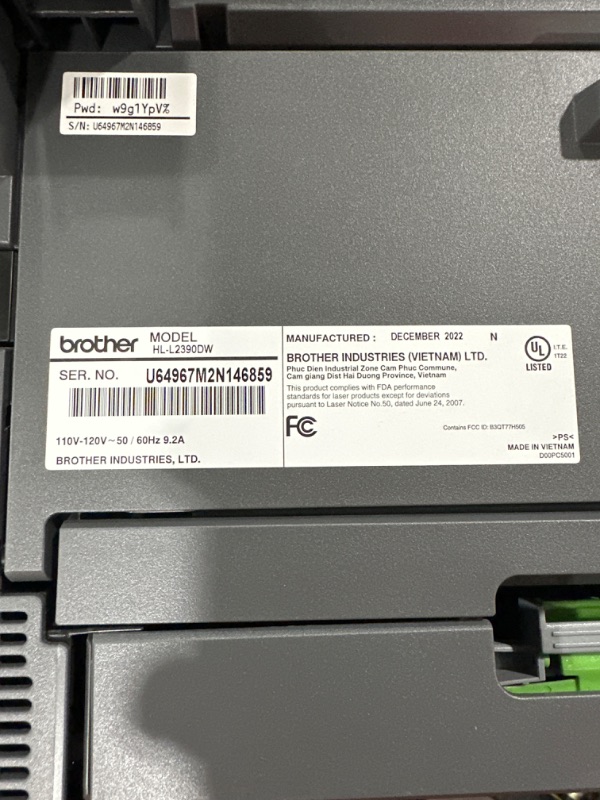 Pwd: w9g1YpV%
S/N: U64967M2N146859
brother
MODEL
HL-L2390DW
SER. NO. U64967M2N146859
110V-120V~50 / 60Hz 9.2A
BROTHER INDUSTRIES, LTD.
MANUFACTURED : DECEMBER 2022 N
BROTHER INDUSTRIES (VIETNAM) LTD.
Phuc Dien Industrial Zone Cam Phuc Commune,
Cam giang Dist Hai Duong Province, Vietnam
This product complies with FDA performance
standards for laser products except for deviations
pursuant to Laser Notice No.50, dated June 24, 2007.
FC
Contains FCC ID: B3QT77H505
UL
LISTED
I.T.E.
1T22
>PS<
MADE IN VIETNAM
D00PC5001